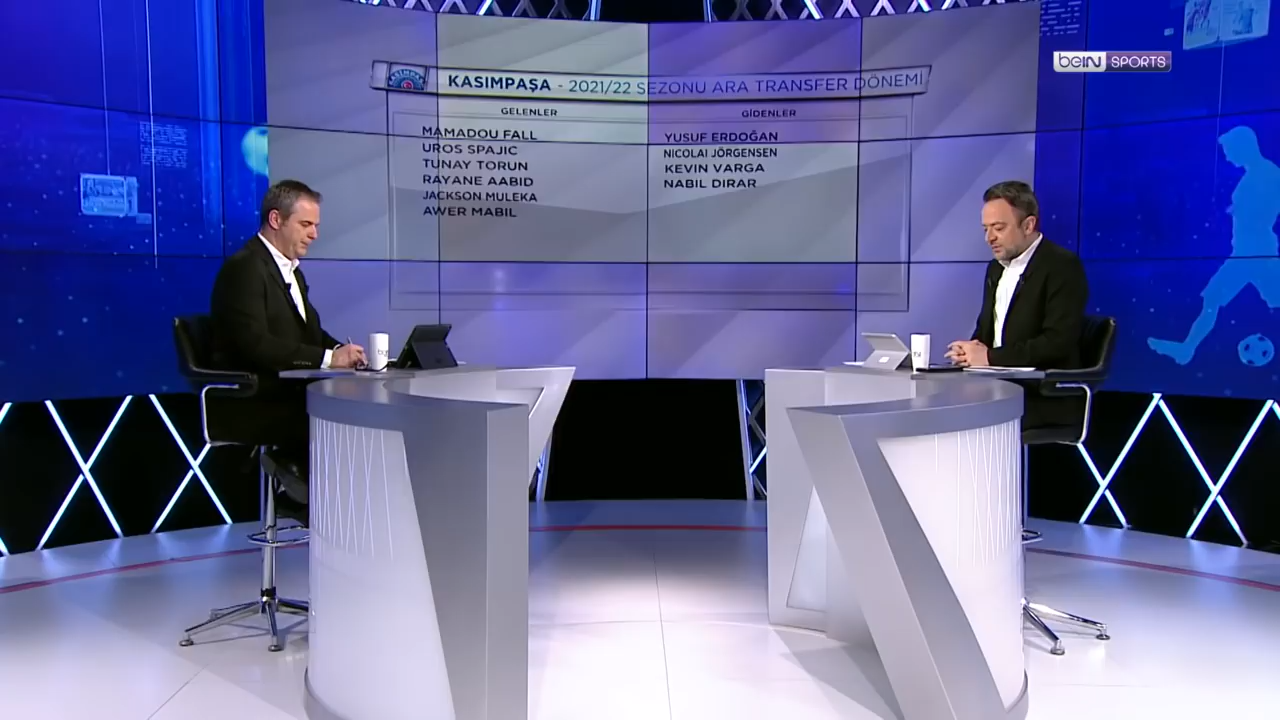 beIN SPORTS
KASIMPAŞA - 2021/22 SEZONU ARA TRANSFER DÖNEMİ
GELENLER
MAMADOU FALL
UROS SPAJIC
TUNAY TORUN
RAYANE AABID
JACKSON MULEKA
AWER MABIL
GİDENLER
YUSUF ERDOĞAN
NICOLAI JÖRGENSEN
KEVIN VARGA
NABIL DIRAR